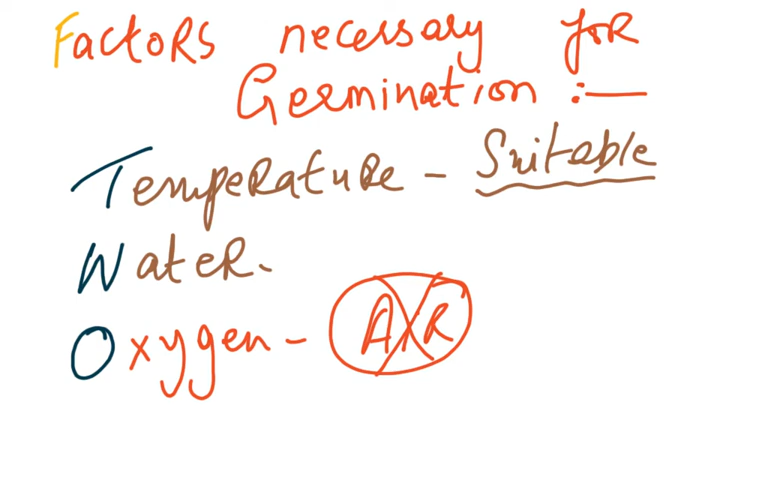 Factors necessary for
Germination :—
Temperature - Suitable
Water.
Oxygen - AIR